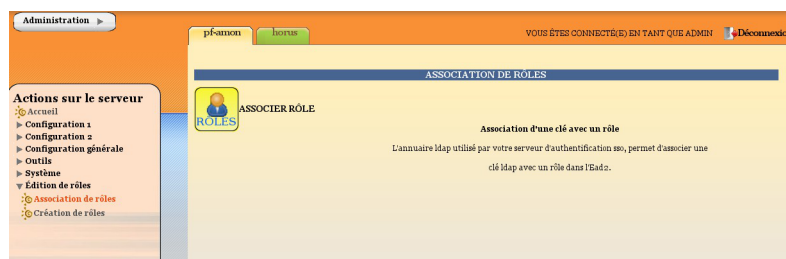 Administration
pf-amon
horus
VOUS ÊTES CONNECTÉ(E) EN TANT QUE ADMIN
Déconnexio
ASSOCIATION DE RÔLES
Actions sur le serveur
Accueil
Configuration 1
Configuration 2
Configuration générale
Outils
Système
Édition de rôles
Association de rôles
Création de rôles
RÔLES
ASSOCIER RÔLE
Association d'une clé avec un rôle
L'annuaire ldap utilisé par votre serveur d'authentification sso, permet d'associer une
clé ldap avec un rôle dans l'Ead2.